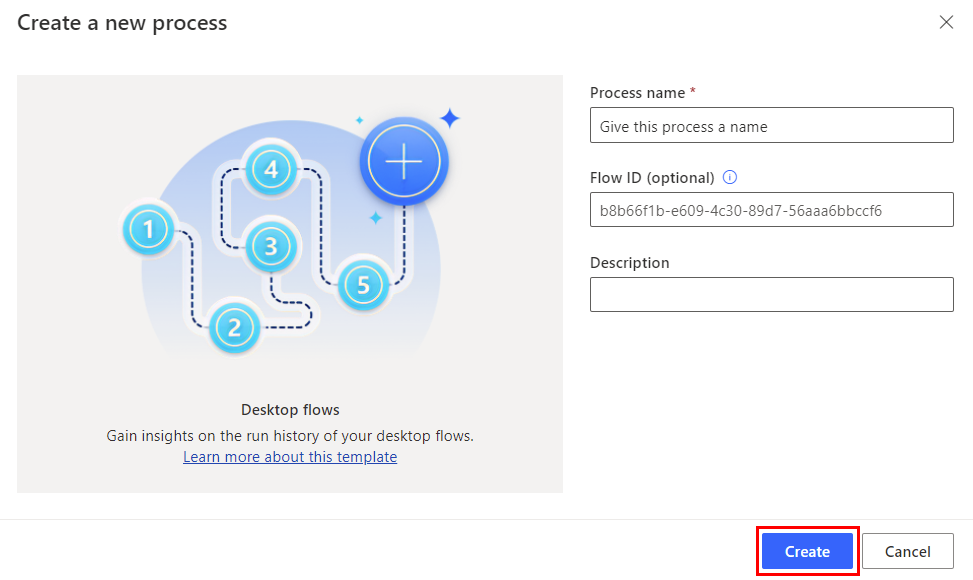 Create a new process
1
2
3
4
5
Desktop flows
Gain insights on the run history of your desktop flows.
Learn more about this template
Process name *
Give this process a name
Flow ID (optional)
b8b66f1b-e609-4c30-89d7-56aaa6bbccf6
Description
Create
Cancel